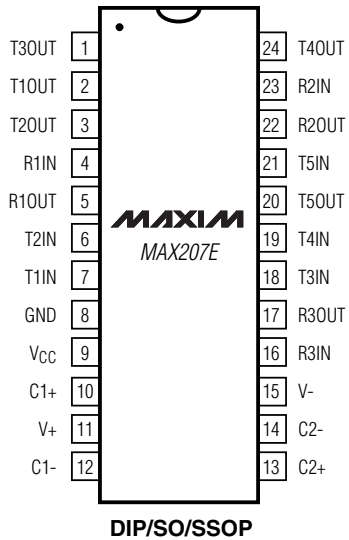 T3OUT 1 24 T4OUT
T1OUT 2 23 R2IN
T2OUT 3 22 R2OUT
R1IN 4 21 T5IN
R1OUT 5 20 T5OUT
MAXIM
T2IN 6 19 T4IN
MAX207E
T1IN 7 18 T3IN
GND 8 17 R3OUT
VCC 9 16 R3IN
C1+ 10 15 V-
V+ 11 14 C2-
C1- 12 13 C2+
DIP/SO/SSOP